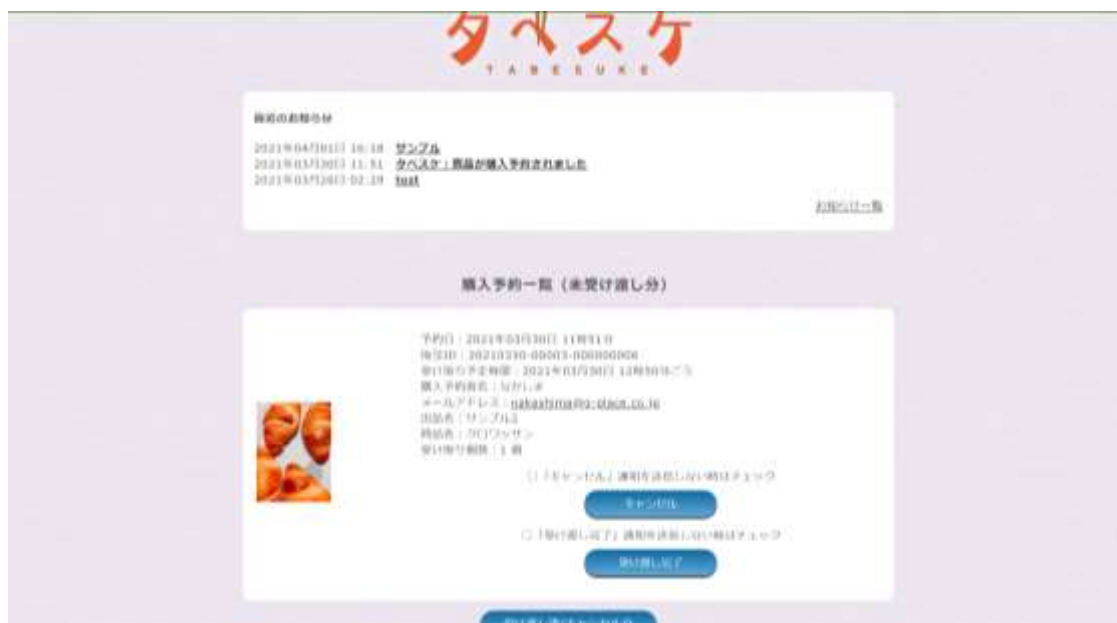 タベスケ
TABESUKE
最近のお知らせ
2021年04月01日 16:18 サンプル
2021年03月30日 11:51 タベスケ：商品が購入予約されました
2021年03月26日 02:29 test
お知らせ一覧
購入予約一覧（未受け渡し分）
予約日：2021年03月30日 11時51分
受け取り予定時間：2021年03月30日 12時50分ごろ
購入予約者名：なかしま
メールアドレス：nakashima@g-place.co.jp
商品名：クロワッサン
受け取り個数：1 個
□「キャンセル」通知を送信しない時はチェック
キャンセル
□「受け渡し完了」通知を送信しない時はチェック
受け渡し完了